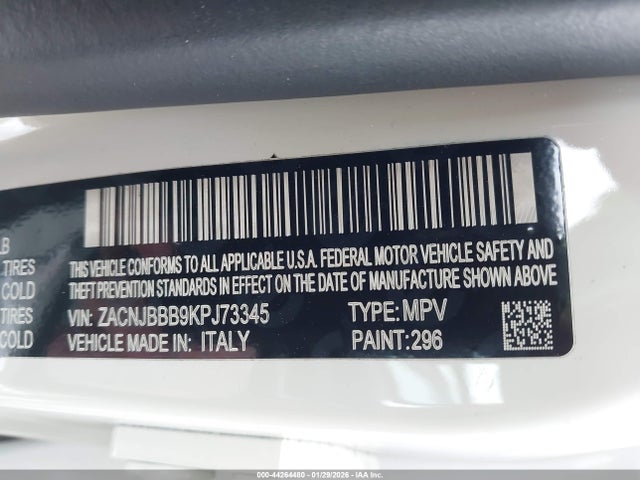 LB
TIRES
COLD
TIRES
COLD
THIS VEHICLE CONFORMS TO ALL APPLICABLE U.S.A. FEDERAL MOTOR VEHICLE SAFETY AND
THEFT PREVENTION STANDARDS IN EFFECT ON THE DATE OF MANUFACTURE SHOWN ABOVE
VIN: ZACNJBBB9KPJ73345 TYPE: MPV
VEHICLE MADE IN: ITALY PAINT: 296
000-44264480 - 01/29/2026 - IAA Inc.